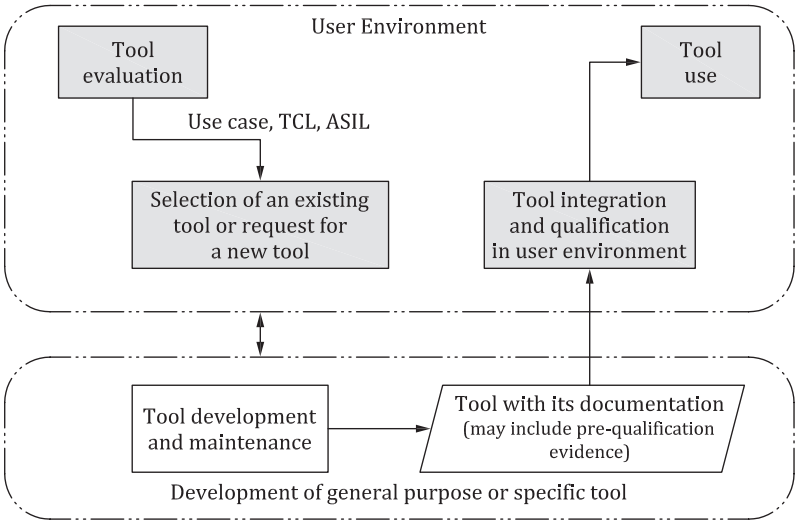 User Environment
Tool
evaluation
Tool
use
Use case, TCL, ASIL
Selection of an existing
tool or request for
a new tool
Tool integration
and qualification
in user environment
Tool development
and maintenance
Tool with its documentation
(may include pre-qualification
evidence)
Development of general purpose or specific tool